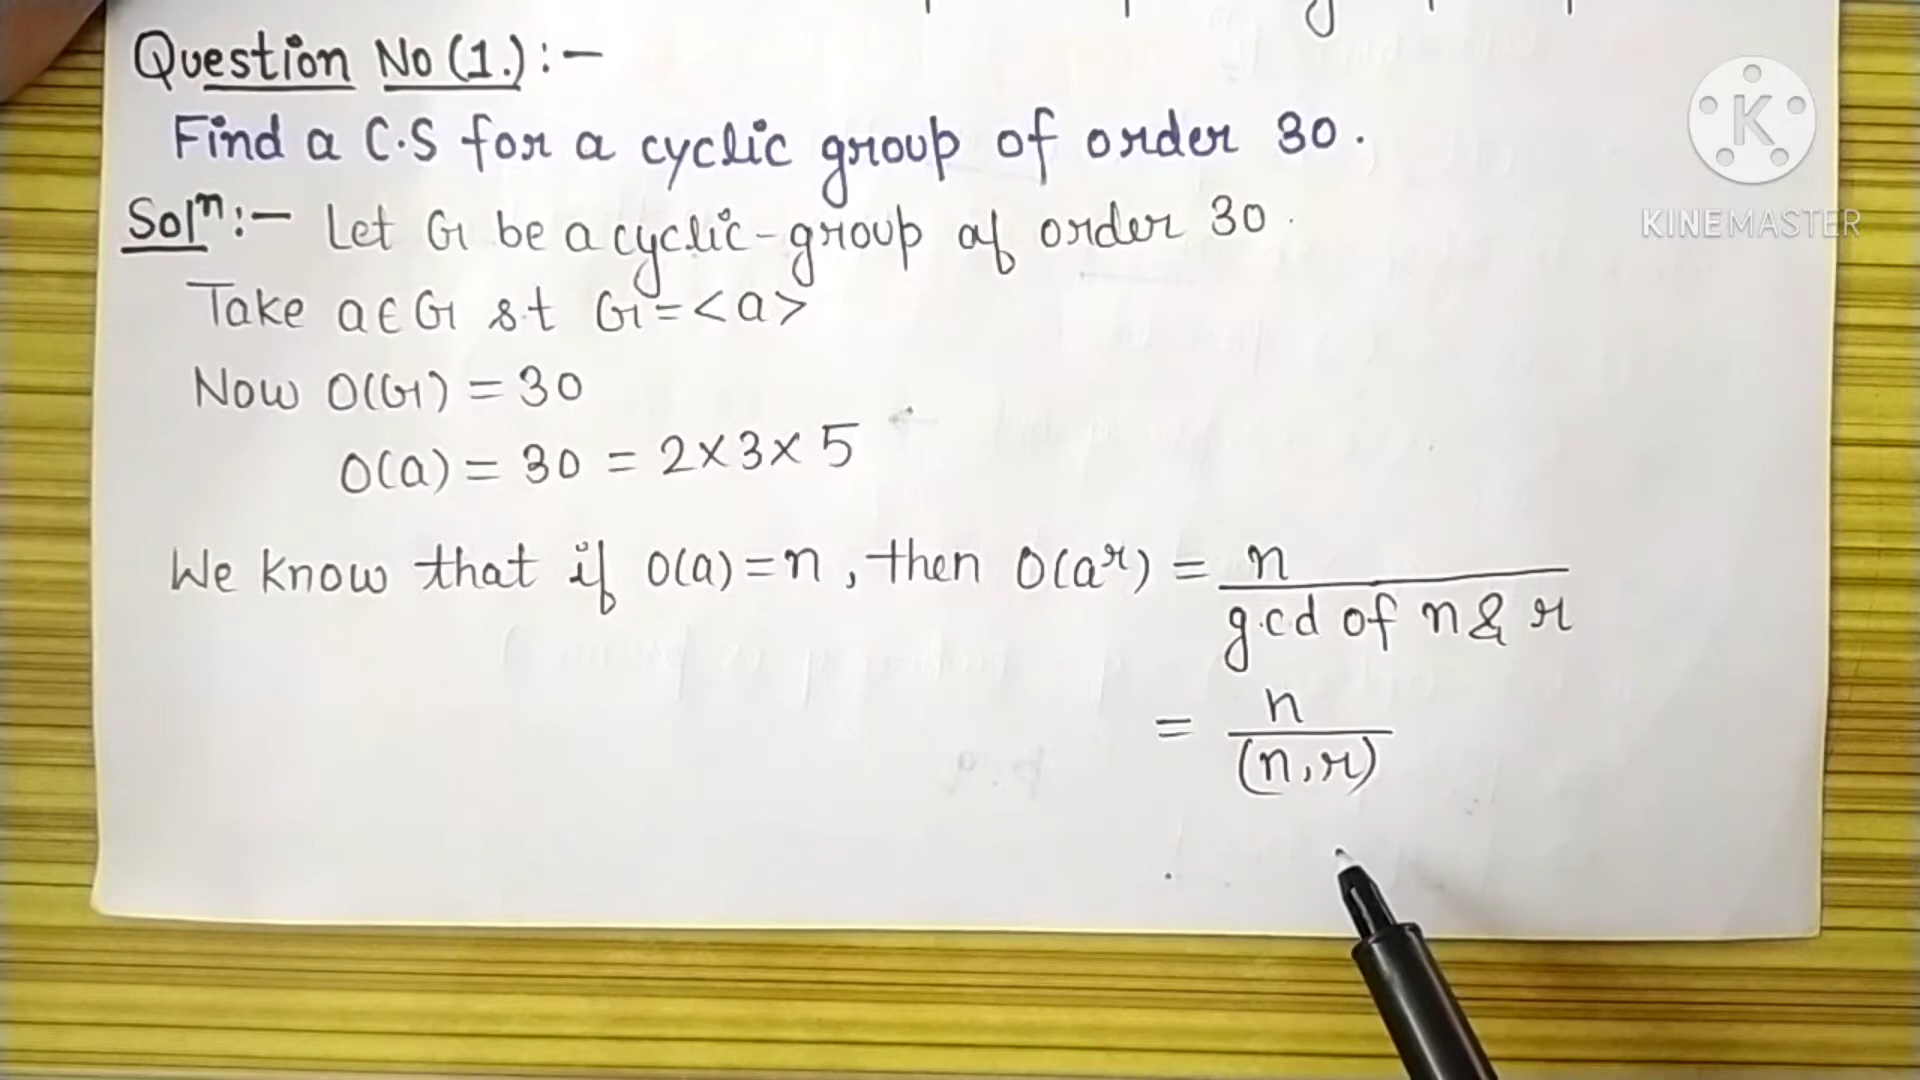 Question No (1.) :-
Find a C.S for a cyclic group of order 30.
Solⁿ :- Let G be a cyclic-group of order 30.
Take a ∈ G s.t G = <a>
Now O(G) = 30
O(a) = 30 = 2×3×5
We know that if O(a) = n, then O(aʳ) = n
g.c.d of n & r
= n
(n,r)
K
KINEMASTER